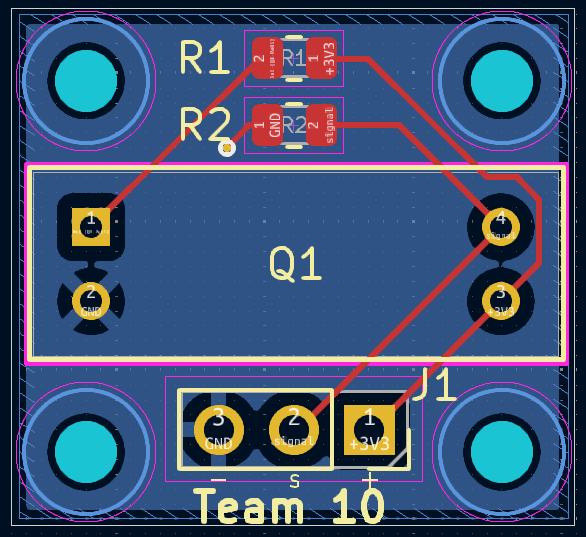 R1
2
R1
1
+3V3
R2
1
GND
R2
2
signal
1
4
signal
Q1
2
GND
3
+3V3
J1
3
GND
2
signal
1
+3V3
− s +
Team 10